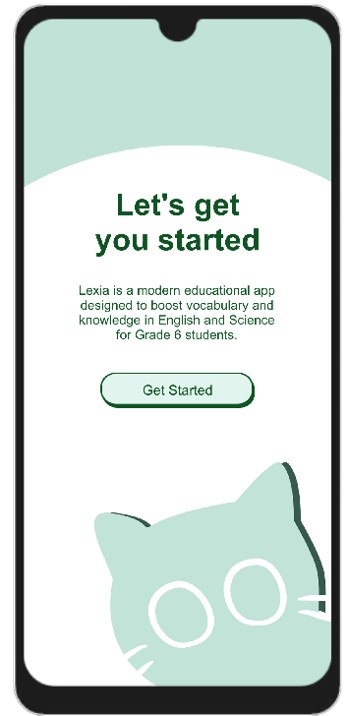 Let's get
you started
Lexia is a modern educational app
designed to boost vocabulary and
knowledge in English and Science
for Grade 6 students.
Get Started